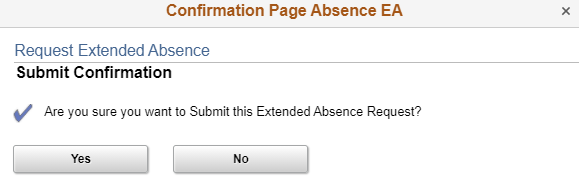 Confirmation Page Absence EA
×
Request Extended Absence
Submit Confirmation
Are you sure you want to Submit this Extended Absence Request?
Yes
No